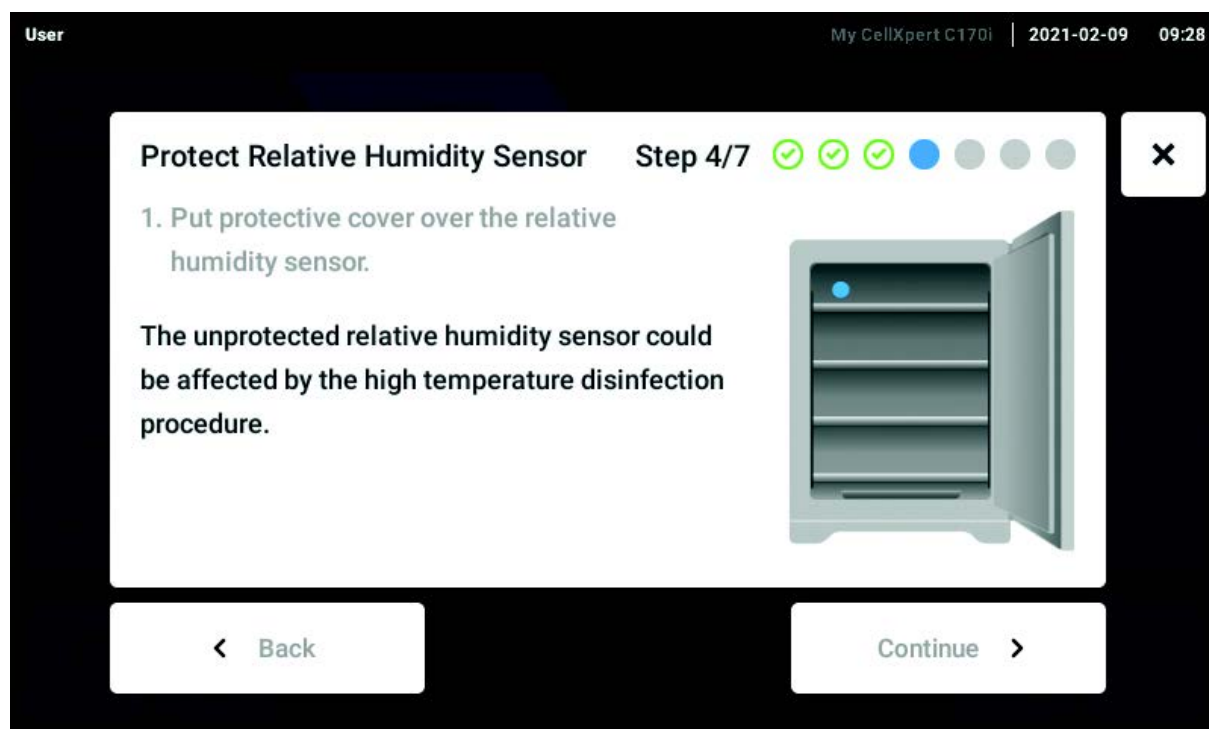 User My CellXpert C170i 2021-02-09 09:28
Protect Relative Humidity Sensor Step 4/7
1. Put protective cover over the relative
humidity sensor.
The unprotected relative humidity sensor could
be affected by the high temperature disinfection
procedure.
Back Continue